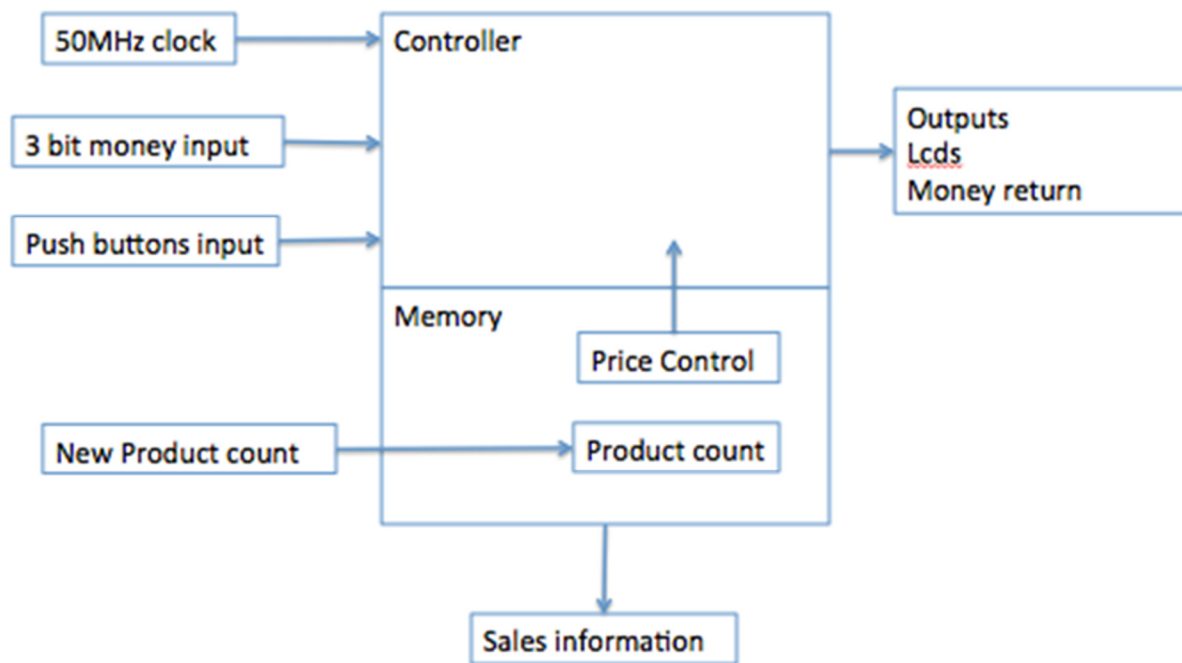 50MHz clock
Controller
3 bit money input
Outputs
Lcds
Money return
Push buttons input
Memory
Price Control
New Product count
Product count
Sales information